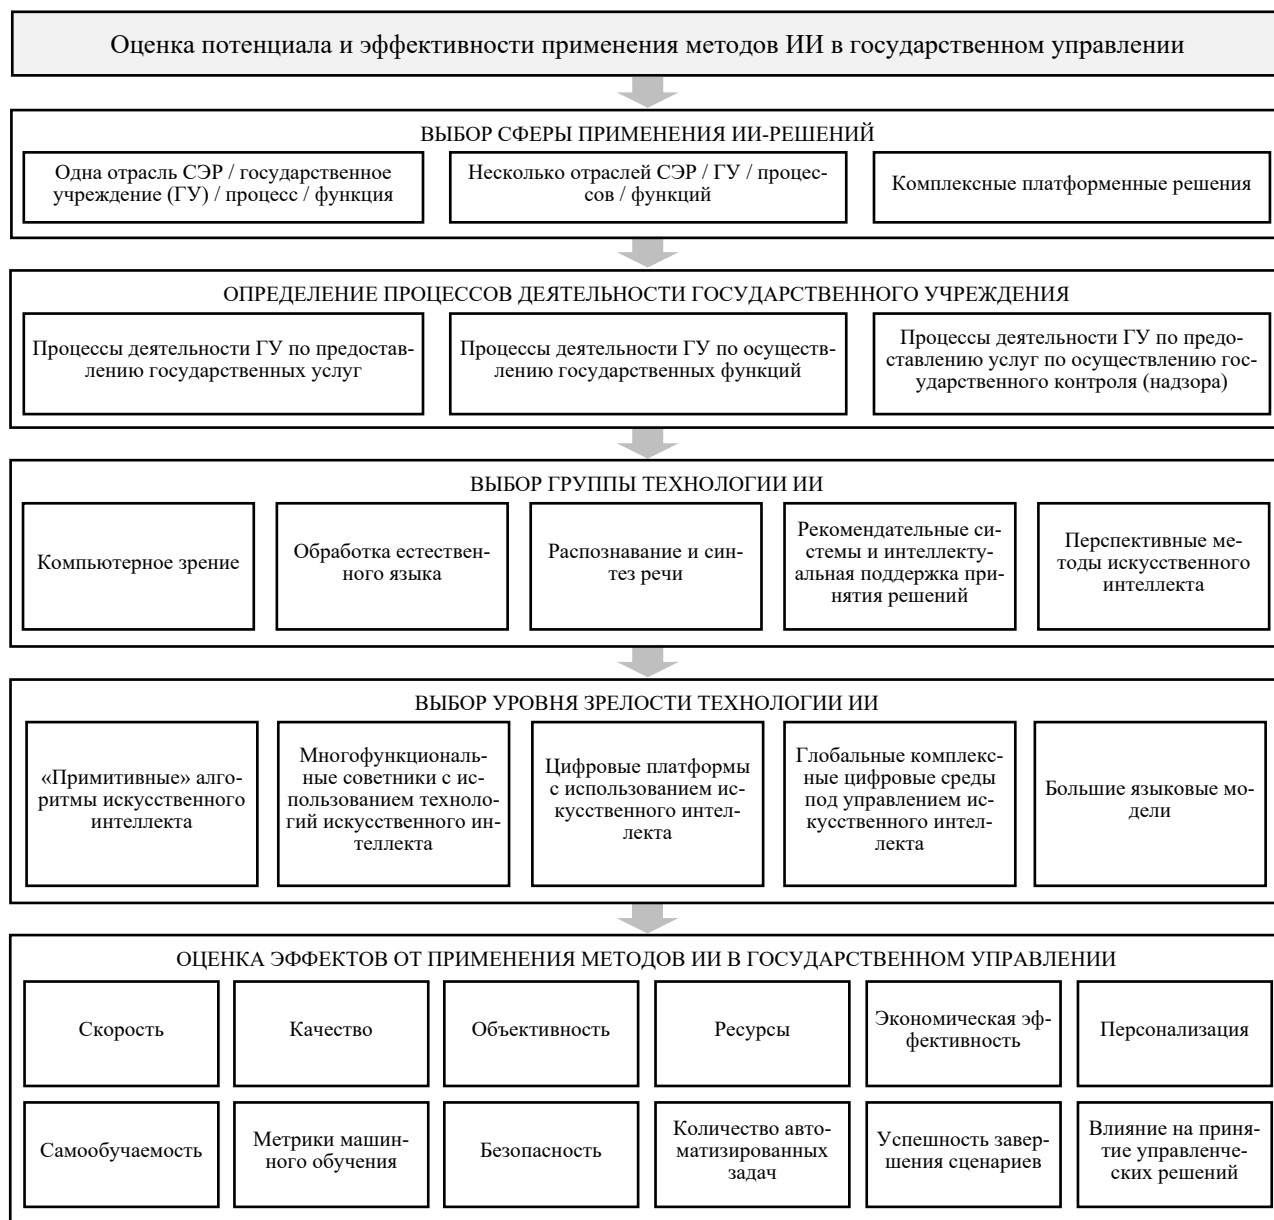 Оценка потенциала и эффективности применения методов ИИ в государственном управлении
ВЫБОР СФЕРЫ ПРИМЕНЕНИЯ ИИ-РЕШЕНИЙ
Одна отрасль СЭР / государственное
учреждение (ГУ) / процесс / функция
Несколько отраслей СЭР / ГУ / процес-
сов / функций
Комплексные платформенные решения
ОПРЕДЕЛЕНИЕ ПРОЦЕССОВ ДЕЯТЕЛЬНОСТИ ГОСУДАРСТВЕННОГО УЧРЕЖДЕНИЯ
Процессы деятельности ГУ по предостав-
лению государственных услуг
Процессы деятельности ГУ по осуществ-
лению государственных функций
Процессы деятельности ГУ по предо-
ставлению услуг по осуществлению гос-
ударственного контроля (надзора)
ВЫБОР ГРУППЫ ТЕХНОЛОГИИ ИИ
Компьютерное зрение
Обработка естествен-
ного языка
Распознавание и син-
тез речи
Рекомендательные си-
стемы и интеллекту-
альная поддержка при-
нятия решений
Перспективные ме-
тоды искусственного
интеллекта
ВЫБОР УРОВНЯ ЗРЕЛОСТИ ТЕХНОЛОГИИ ИИ
«Примитивные» алго-
ритмы искусственного
интеллекта
Многофункциональ-
ные советники с ис-
пользованием техноло-
гий искусственного ин-
теллекта
Цифровые платформы
с использованием ис-
кусственного интел-
лекта
Глобальные комплекс-
ные цифровые среды
под управлением ис-
кусственного интел-
лекта
Большие языковые мо-
дели
ОЦЕНКА ЭФФЕКТОВ ОТ ПРИМЕНЕНИЯ МЕТОДОВ ИИ В ГОСУДАРСТВЕННОМ УПРАВЛЕНИИ
Скорость
Качество
Объективность
Ресурсы
Экономическая эф-
фективность
Персонализация
Самообучаемость
Метрики машин-
ного обучения
Безопасность
Количество авто-
матизированных
задач
Успешность завер-
шения сценариев
Влияние на приня-
тие управленче-
ских решений